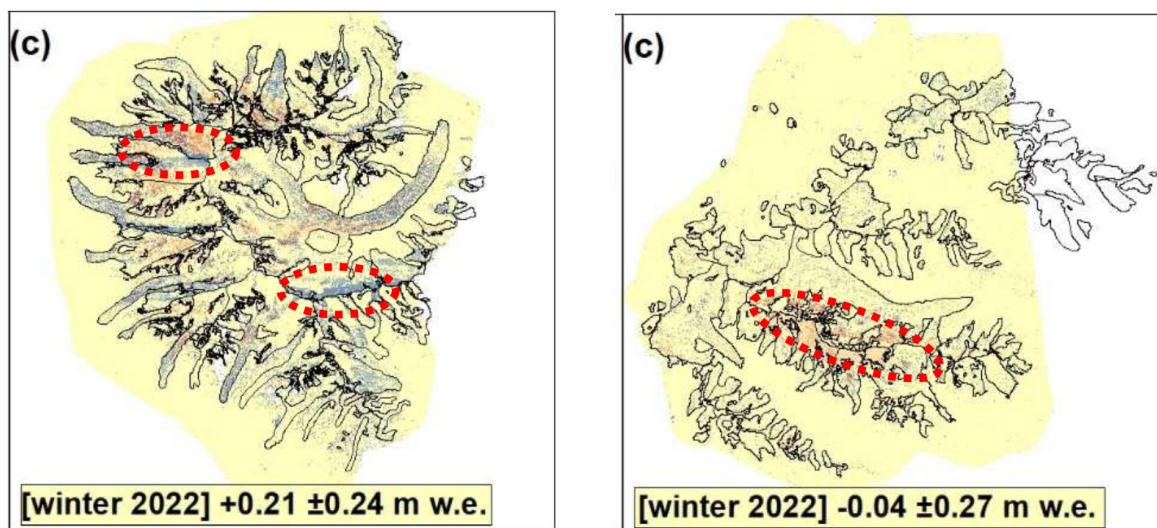 (c)
[winter 2022] +0.21 ±0.24 m w.e.
(c)
[winter 2022] -0.04 ±0.27 m w.e.